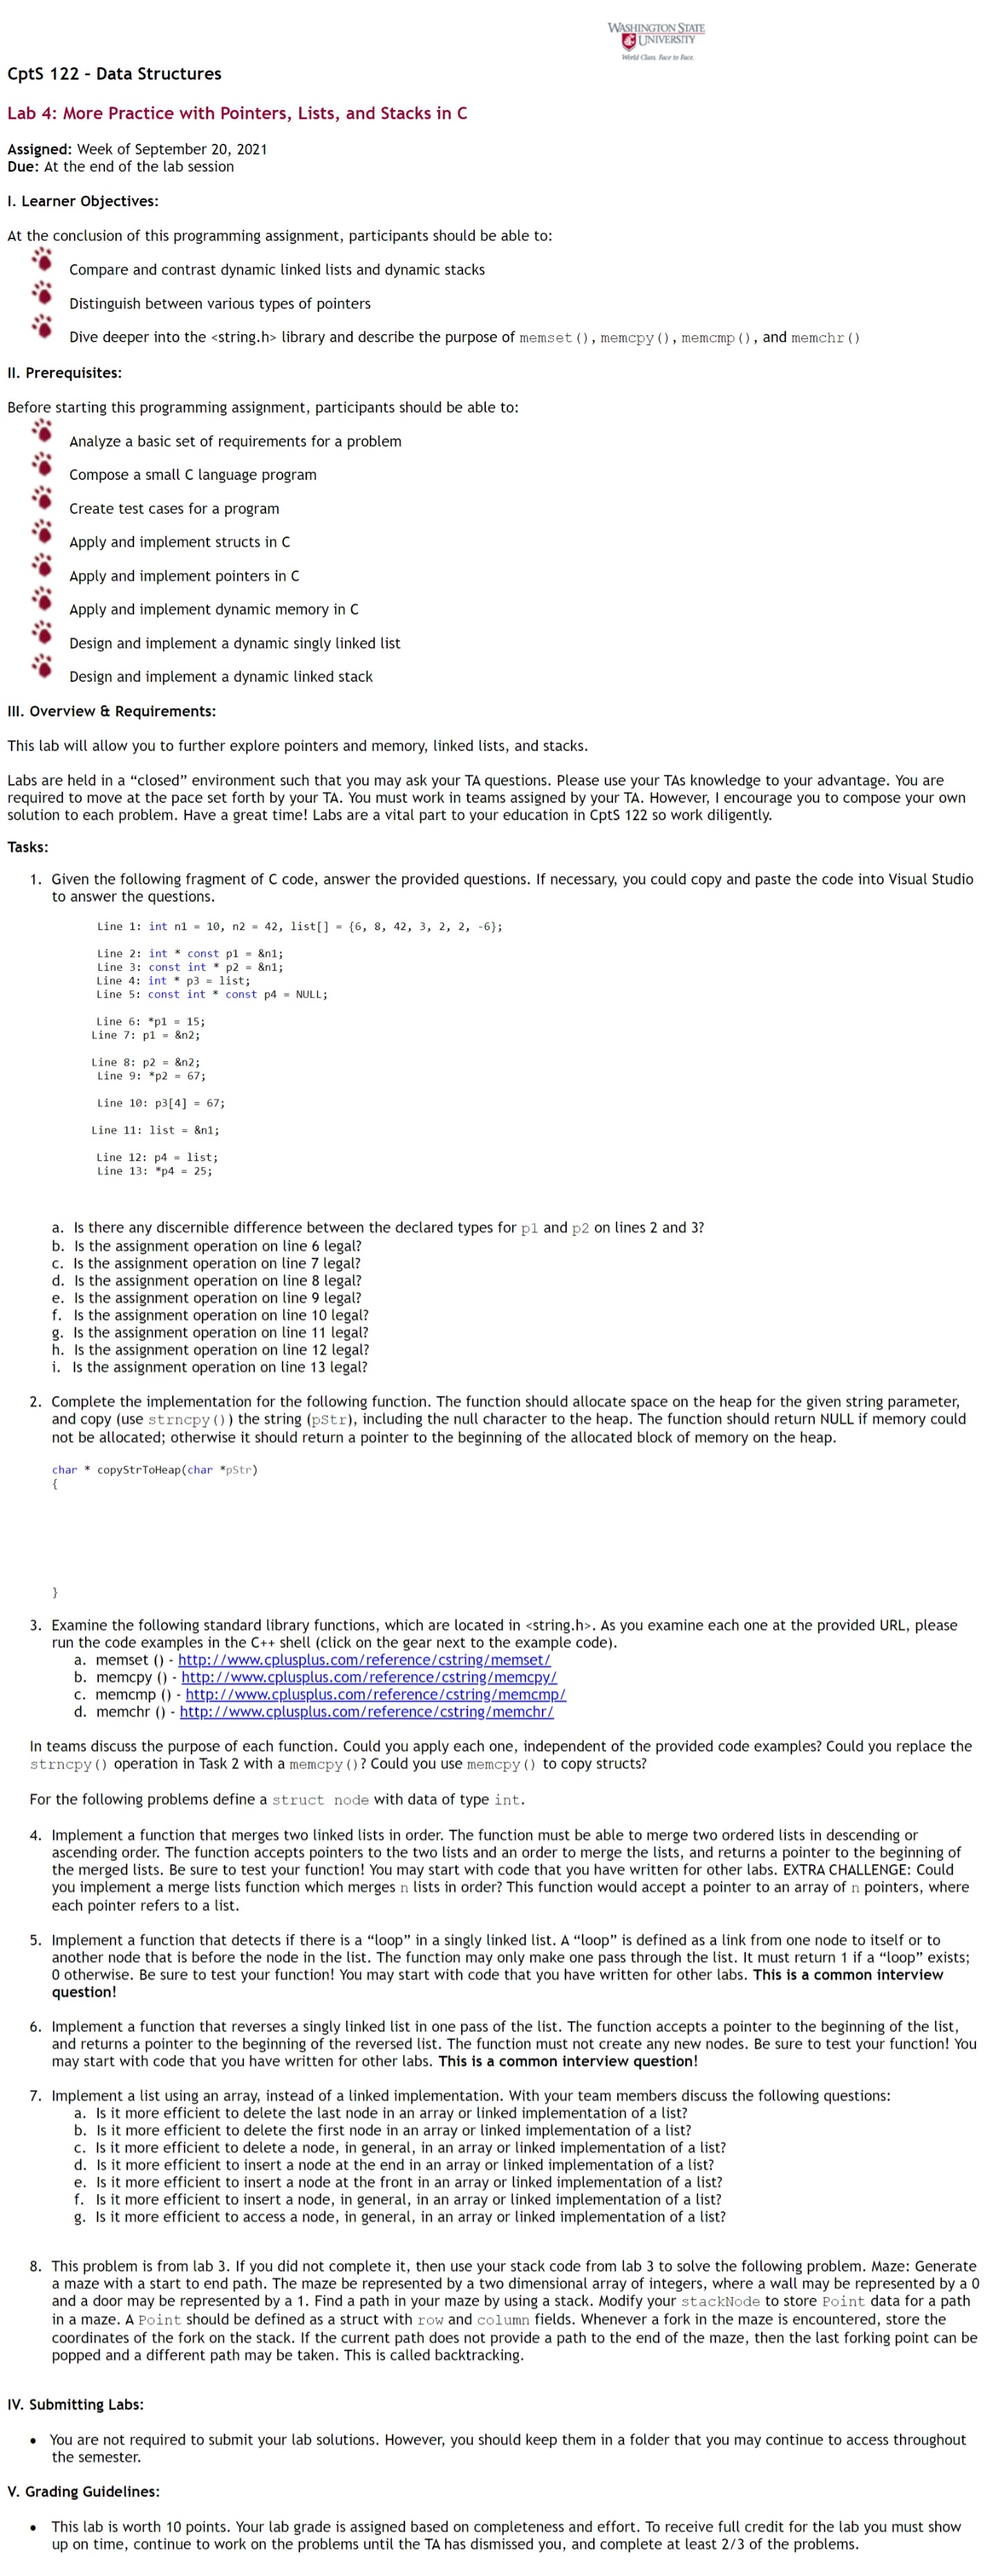 WASHINGTON STATE
UNIVERSITY
World Class. Face to Face.
CptS 122 - Data Structures
Lab 4: More Practice with Pointers, Lists, and Stacks in C
Assigned: Week of September 20, 2021
Due: At the end of the lab session
I. Learner Objectives:
At the conclusion of this programming assignment, participants should be able to:
Compare and contrast dynamic linked lists and dynamic stacks
Distinguish between various types of pointers
Dive deeper into the <string.h> library and describe the purpose of memset(), memcpy(), memcmp(), and memchr()
II. Prerequisites:
Before starting this programming assignment, participants should be able to:
Analyze a basic set of requirements for a problem
Compose a small C language program
Create test cases for a program
Apply and implement structs in C
Apply and implement pointers in C
Apply and implement dynamic memory in C
Design and implement a dynamic singly linked list
Design and implement a dynamic linked stack
III. Overview & Requirements:
This lab will allow you to further explore pointers and memory, linked lists, and stacks.
Labs are held in a “closed” environment such that you may ask your TA questions. Please use your TAs knowledge to your advantage. You are
required to move at the pace set forth by your TA. You must work in teams assigned by your TA. However, I encourage you to compose your own
solution to each problem. Have a great time! Labs are a vital part to your education in CptS 122 so work diligently.
Tasks:
1. Given the following fragment of C code, answer the provided questions. If necessary, you could copy and paste the code into Visual Studio
to answer the questions.
Line 1: int n1 = 10, n2 = 42, list[] = {6, 8, 42, 3, 2, 2, -6};
Line 2: int * const p1 = &n1;
Line 3: const int * p2 = &n1;
Line 4: int * p3 = list;
Line 5: const int * const p4 = NULL;
Line 6: *p1 = 15;
Line 7: p1 = &n2;
Line 8: p2 = &n2;
Line 9: *p2 = 67;
Line 10: p3[4] = 67;
Line 11: list = &n1;
Line 12: p4 = list;
Line 13: *p4 = 25;
a. Is there any discernible difference between the declared types for p1 and p2 on lines 2 and 3?
b. Is the assignment operation on line 6 legal?
c. Is the assignment operation on line 7 legal?
d. Is the assignment operation on line 8 legal?
e. Is the assignment operation on line 9 legal?
f. Is the assignment operation on line 10 legal?
g. Is the assignment operation on line 11 legal?
h. Is the assignment operation on line 12 legal?
i. Is the assignment operation on line 13 legal?
2. Complete the implementation for the following function. The function should allocate space on the heap for the given string parameter,
and copy (use strncpy()) the string (pStr), including the null character to the heap. The function should return NULL if memory could
not be allocated; otherwise it should return a pointer to the beginning of the allocated block of memory on the heap.
char * copyStrToHeap(char *pStr)
{
}
3. Examine the following standard library functions, which are located in <string.h>. As you examine each one at the provided URL, please
run the code examples in the C++ shell (click on the gear next to the example code).
a. memset () - http://www.cplusplus.com/reference/cstring/memset/
b. memcpy () - http://www.cplusplus.com/reference/cstring/memcpy/
c. memcmp () - http://www.cplusplus.com/reference/cstring/memcmp/
d. memchr () - http://www.cplusplus.com/reference/cstring/memchr/
In teams discuss the purpose of each function. Could you apply each one, independent of the provided code examples? Could you replace the
strncpy() operation in Task 2 with a memcpy()? Could you use memcpy() to copy structs?
For the following problems define a struct node with data of type int.
4. Implement a function that merges two linked lists in order. The function must be able to merge two ordered lists in descending or
ascending order. The function accepts pointers to the two lists and an order to merge the lists, and returns a pointer to the beginning of
the merged lists. Be sure to test your function! You may start with code that you have written for other labs. EXTRA CHALLENGE: Could
you implement a merge lists function which merges n lists in order? This function would accept a pointer to an array of n pointers, where
each pointer refers to a list.
5. Implement a function that detects if there is a “loop” in a singly linked list. A “loop” is defined as a link from one node to itself or to
another node that is before the node in the list. The function may only make one pass through the list. It must return 1 if a “loop” exists;
0 otherwise. Be sure to test your function! You may start with code that you have written for other labs. This is a common interview
question!
6. Implement a function that reverses a singly linked list in one pass of the list. The function accepts a pointer to the beginning of the list,
and returns a pointer to the beginning of the reversed list. The function must not create any new nodes. Be sure to test your function! You
may start with code that you have written for other labs. This is a common interview question!
7. Implement a list using an array, instead of a linked implementation. With your team members discuss the following questions:
a. Is it more efficient to delete the last node in an array or linked implementation of a list?
b. Is it more efficient to delete the first node in an array or linked implementation of a list?
c. Is it more efficient to delete a node, in general, in an array or linked implementation of a list?
d. Is it more efficient to insert a node at the end in an array or linked implementation of a list?
e. Is it more efficient to insert a node at the front in an array or linked implementation of a list?
f. Is it more efficient to insert a node, in general, in an array or linked implementation of a list?
g. Is it more efficient to access a node, in general, in an array or linked implementation of a list?
8. This problem is from lab 3. If you did not complete it, then use your stack code from lab 3 to solve the following problem. Maze: Generate
a maze with a start to end path. The maze be represented by a two dimensional array of integers, where a wall may be represented by a 0
and a door may be represented by a 1. Find a path in your maze by using a stack. Modify your stackNode to store Point data for a path
in a maze. A Point should be defined as a struct with row and column fields. Whenever a fork in the maze is encountered, store the
coordinates of the fork on the stack. If the current path does not provide a path to the end of the maze, then the last forking point can be
popped and a different path may be taken. This is called backtracking.
IV. Submitting Labs:
• You are not required to submit your lab solutions. However, you should keep them in a folder that you may continue to access throughout
the semester.
V. Grading Guidelines:
• This lab is worth 10 points. Your lab grade is assigned based on completeness and effort. To receive full credit for the lab you must show
up on time, continue to work on the problems until the TA has dismissed you, and complete at least 2/3 of the problems.